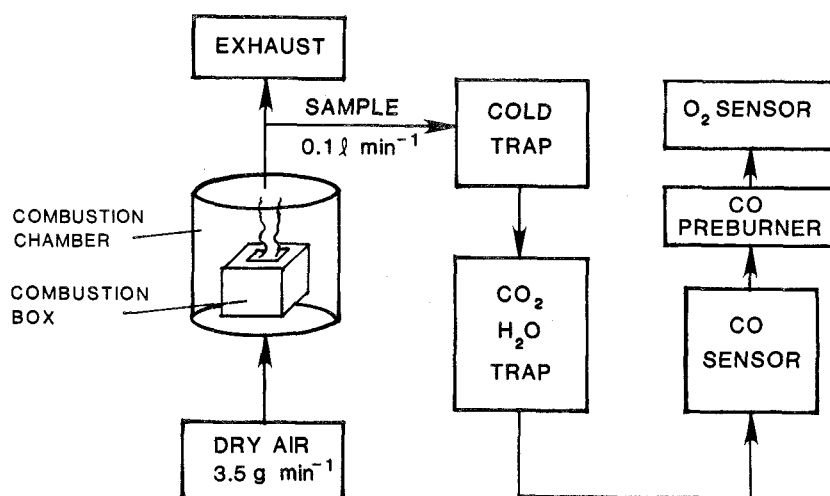 EXHAUST
SAMPLE
0.1 ℓ min⁻¹
COLD
TRAP
O₂ SENSOR
CO
PREBURNER
COMBUSTION
CHAMBER
COMBUSTION
BOX
CO₂
H₂O
TRAP
CO
SENSOR
DRY AIR
3.5 g min⁻¹